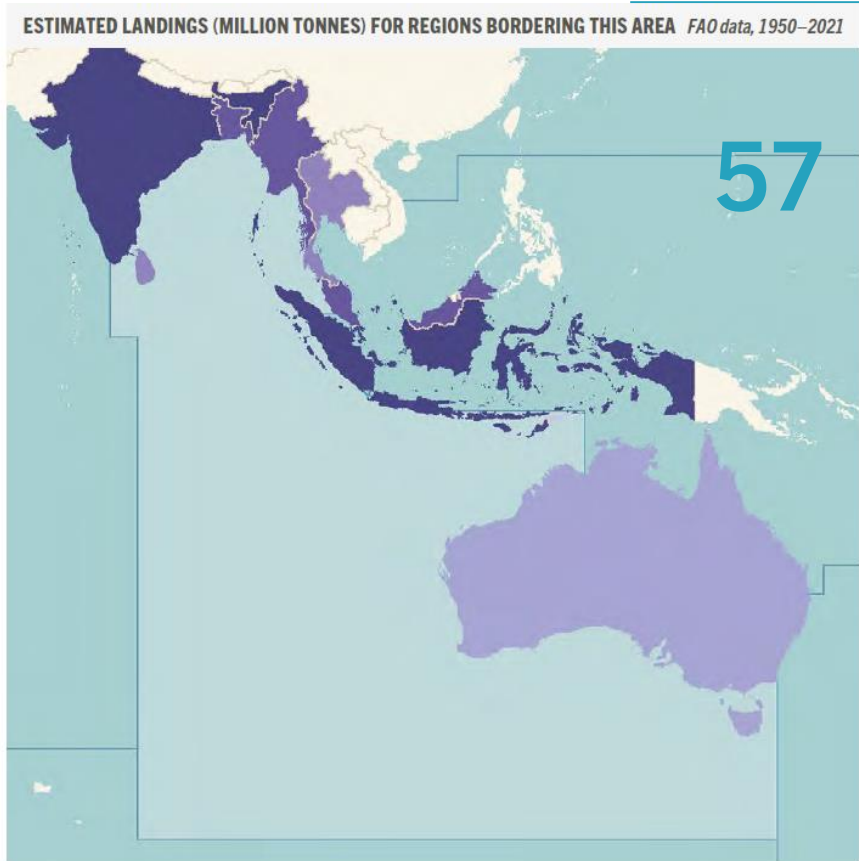 ESTIMATED LANDINGS (MILLION TONNES) FOR REGIONS BORDERING THIS AREA FAO data, 1950–2021
57